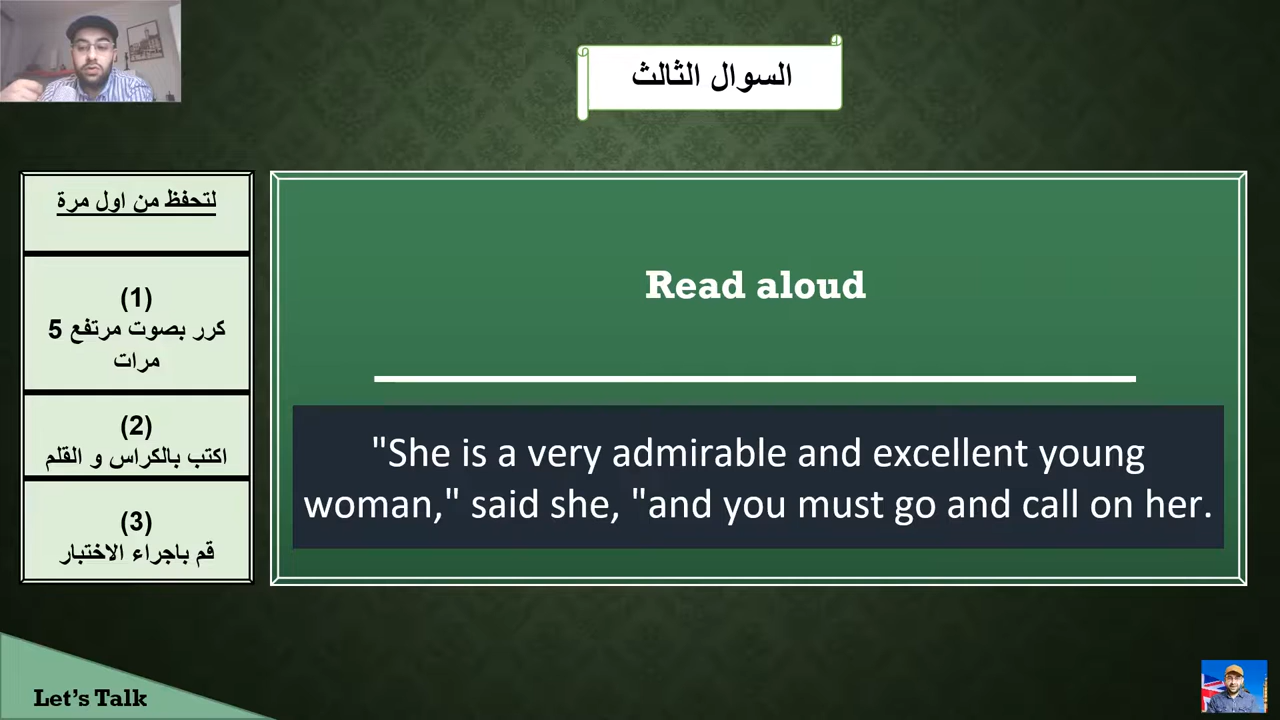 السوال الثالث
لتحفظ من اول مرة
(1)
كرر بصوت مرتفع 5
مرات
(2)
اكتب بالكراس و القلم
(3)
قم باجراء الاختبار
Read aloud
"She is a very admirable and excellent young
woman," said she, "and you must go and call on her.
Let's Talk